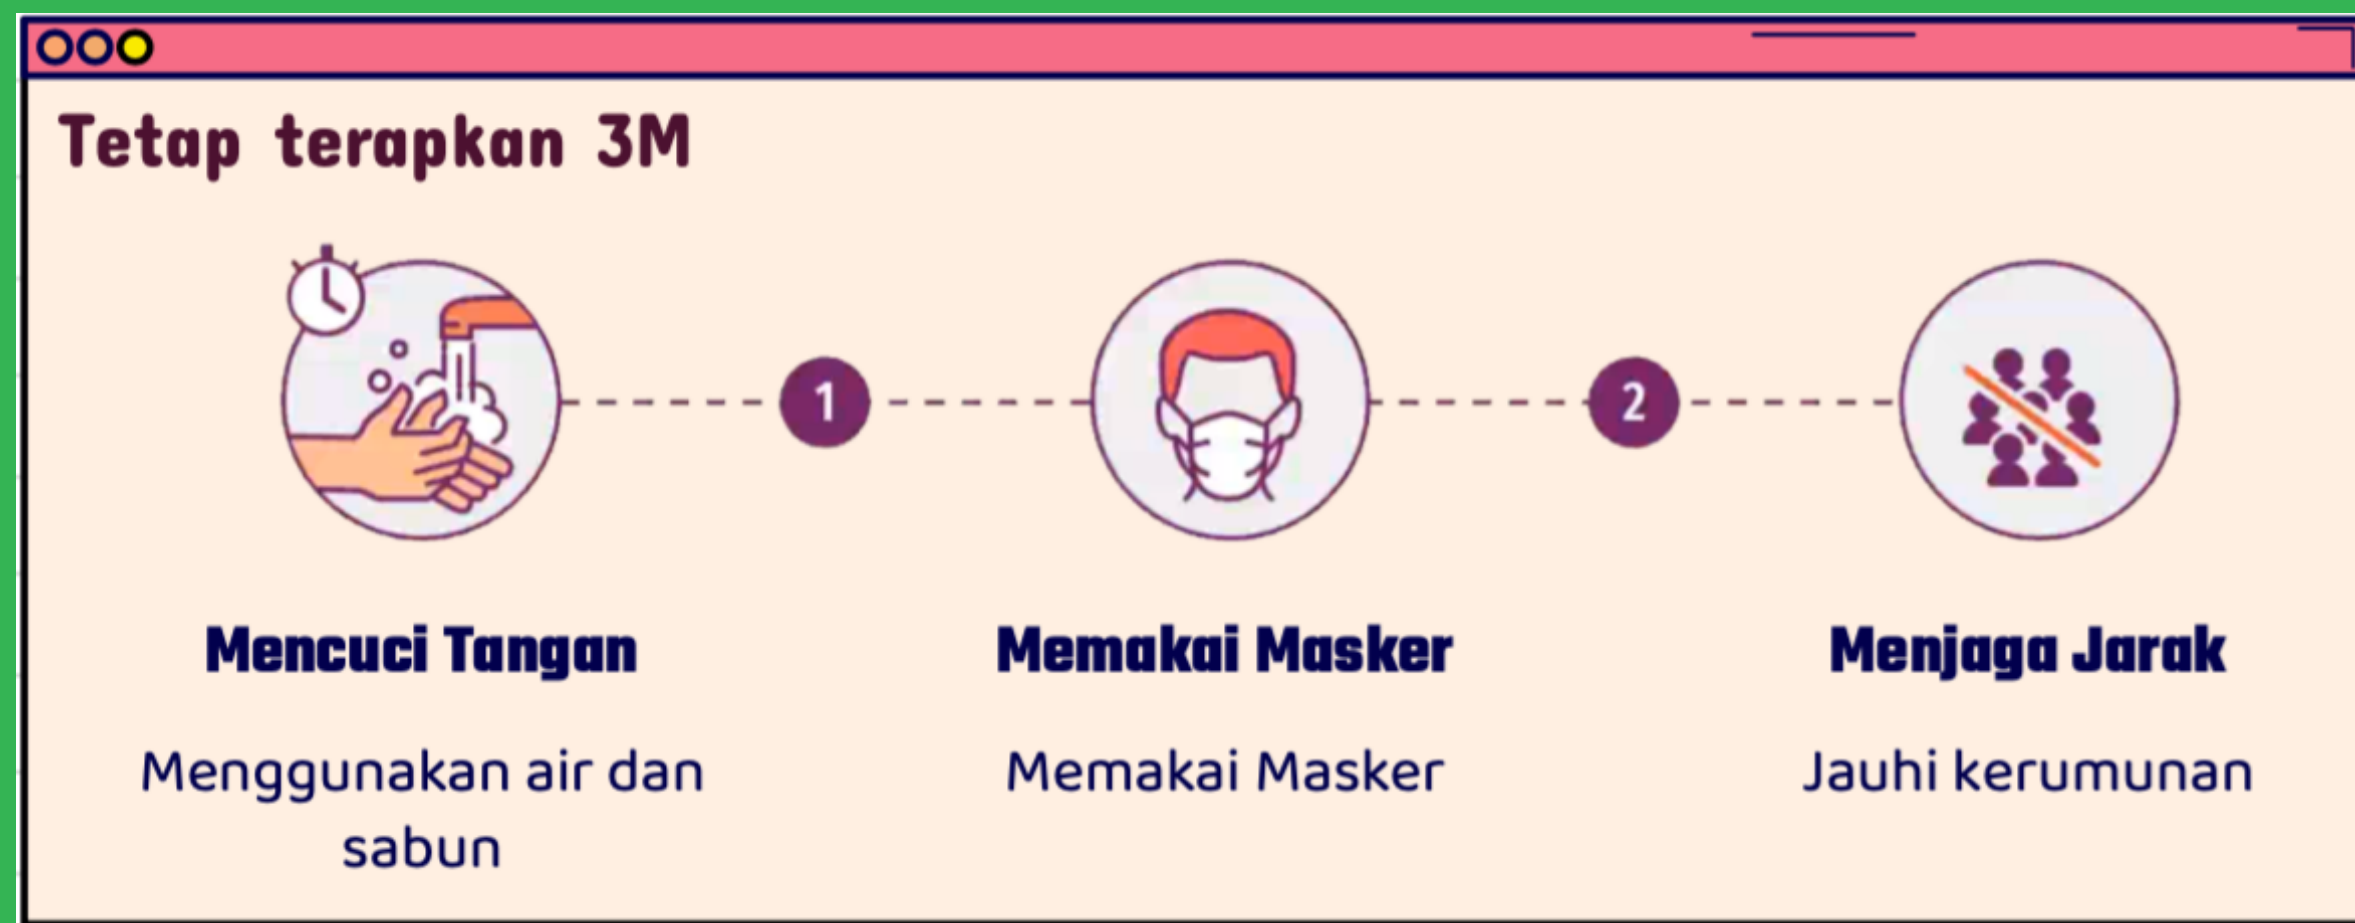 Tetap terapkan 3M
1
2
Mencuci Tangan
Memakai Masker
Menjaga Jarak
Menggunakan air dan
sabun
Memakai Masker
Jauhi kerumunan